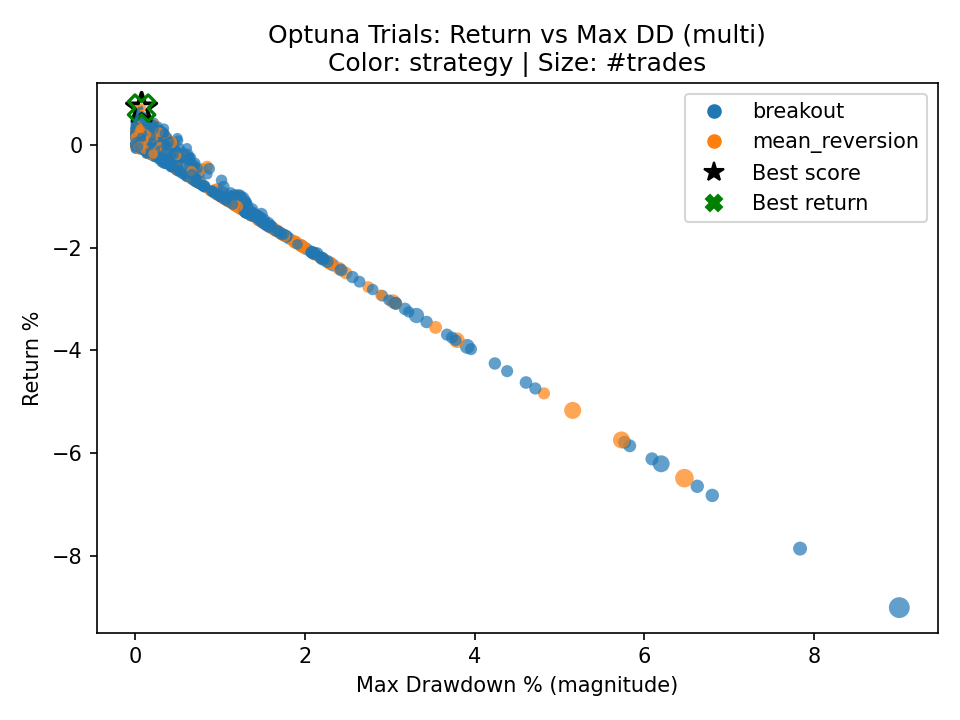 Optuna Trials: Return vs Max DD (multi)
Color: strategy | Size: #trades
breakout
mean_reversion
Best score
Best return
Return %
0
−2
−4
−6
−8
0 2 4 6 8
Max Drawdown % (magnitude)